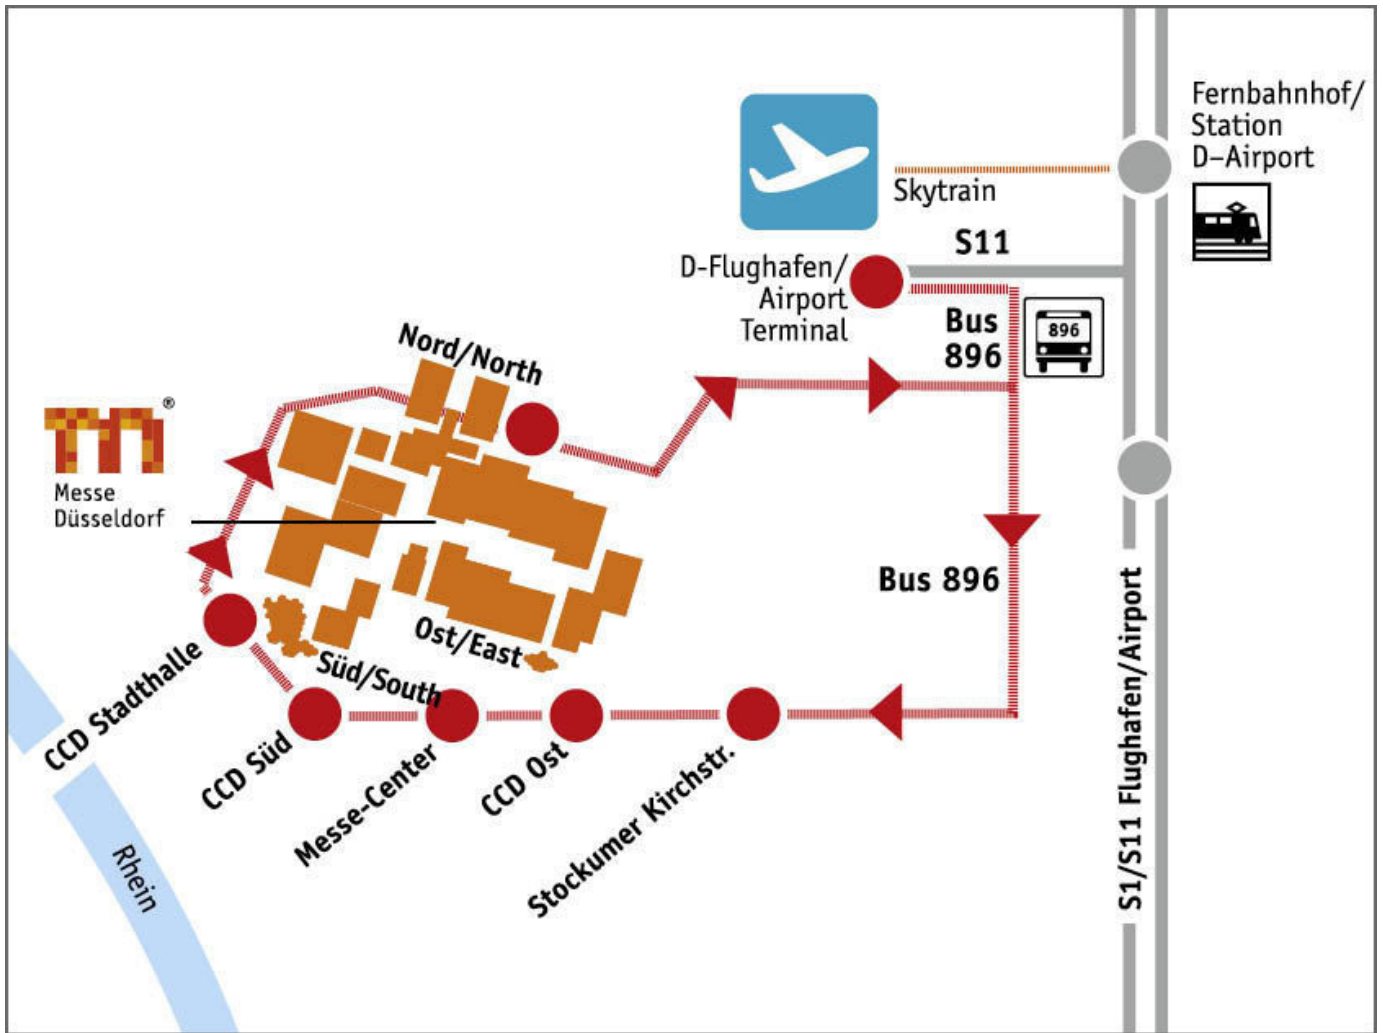 Fernbahnhof/
Station
D–Airport
Skytrain
S11
D-Flughafen/
Airport
Terminal
Bus
896
896
Nord/North
®
Messe
Düsseldorf
Bus 896
Ost/East
Süd/South
CCD Stadthalle
CCD Süd
Messe-Center
CCD Ost
Stockumer Kirchstr.
S1/S11 Flughafen/Airport
Rhein